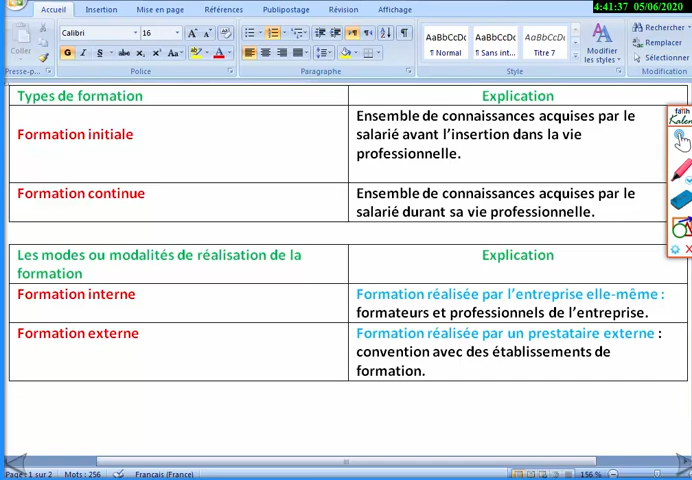 4:41:37 05/06/2020
Accueil Insertion Mise en page Références Publipostage Révision Affichage
Calibri 16
Coller
AaBbCcDc AaBbCcDc AaBbCcDc
¶ Normal ¶ Sans int... Titre 7
Modifier les styles
Rechercher
Remplacer
Sélectionner
Presse-p... Police Paragraphe Style Modification
Types de formation Explication
Formation initiale
Ensemble de connaissances acquises par le
salarié avant l’insertion dans la vie
professionnelle.
Formation continue Ensemble de connaissances acquises par le
salarié durant sa vie professionnelle.
Les modes ou modalités de réalisation de la
formation
Explication
Formation interne Formation réalisée par l’entreprise elle-même :
formateurs et professionnels de l’entreprise.
Formation externe Formation réalisée par un prestataire externe :
convention avec des établissements de
formation.
fatih
Kalem
Page : 1 sur 2 Mots : 256 Français (France) 156 %